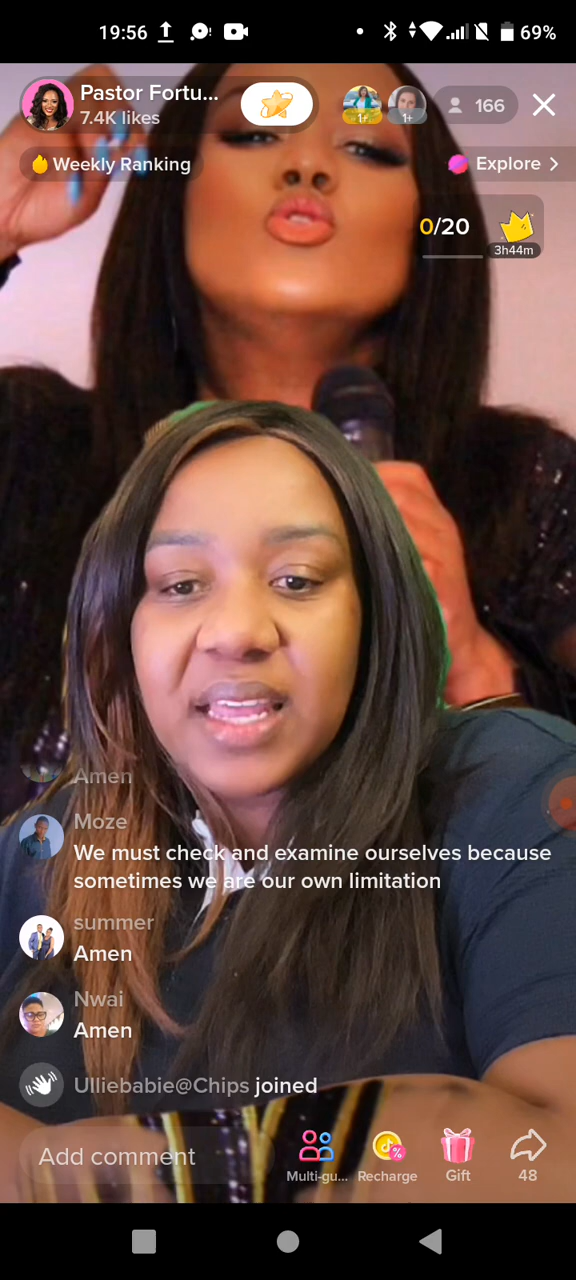 19:56
69%
Pastor Fortu...
7.4K likes
1+
1+
166
Weekly Ranking
Explore
0/20
3h44m
Amen
Moze
We must check and examine ourselves because
sometimes we are our own limitation
summer
Amen
Nwai
Amen
Ulliebabie@Chips joined
Add comment
Multi-gu...
Recharge
Gift
48